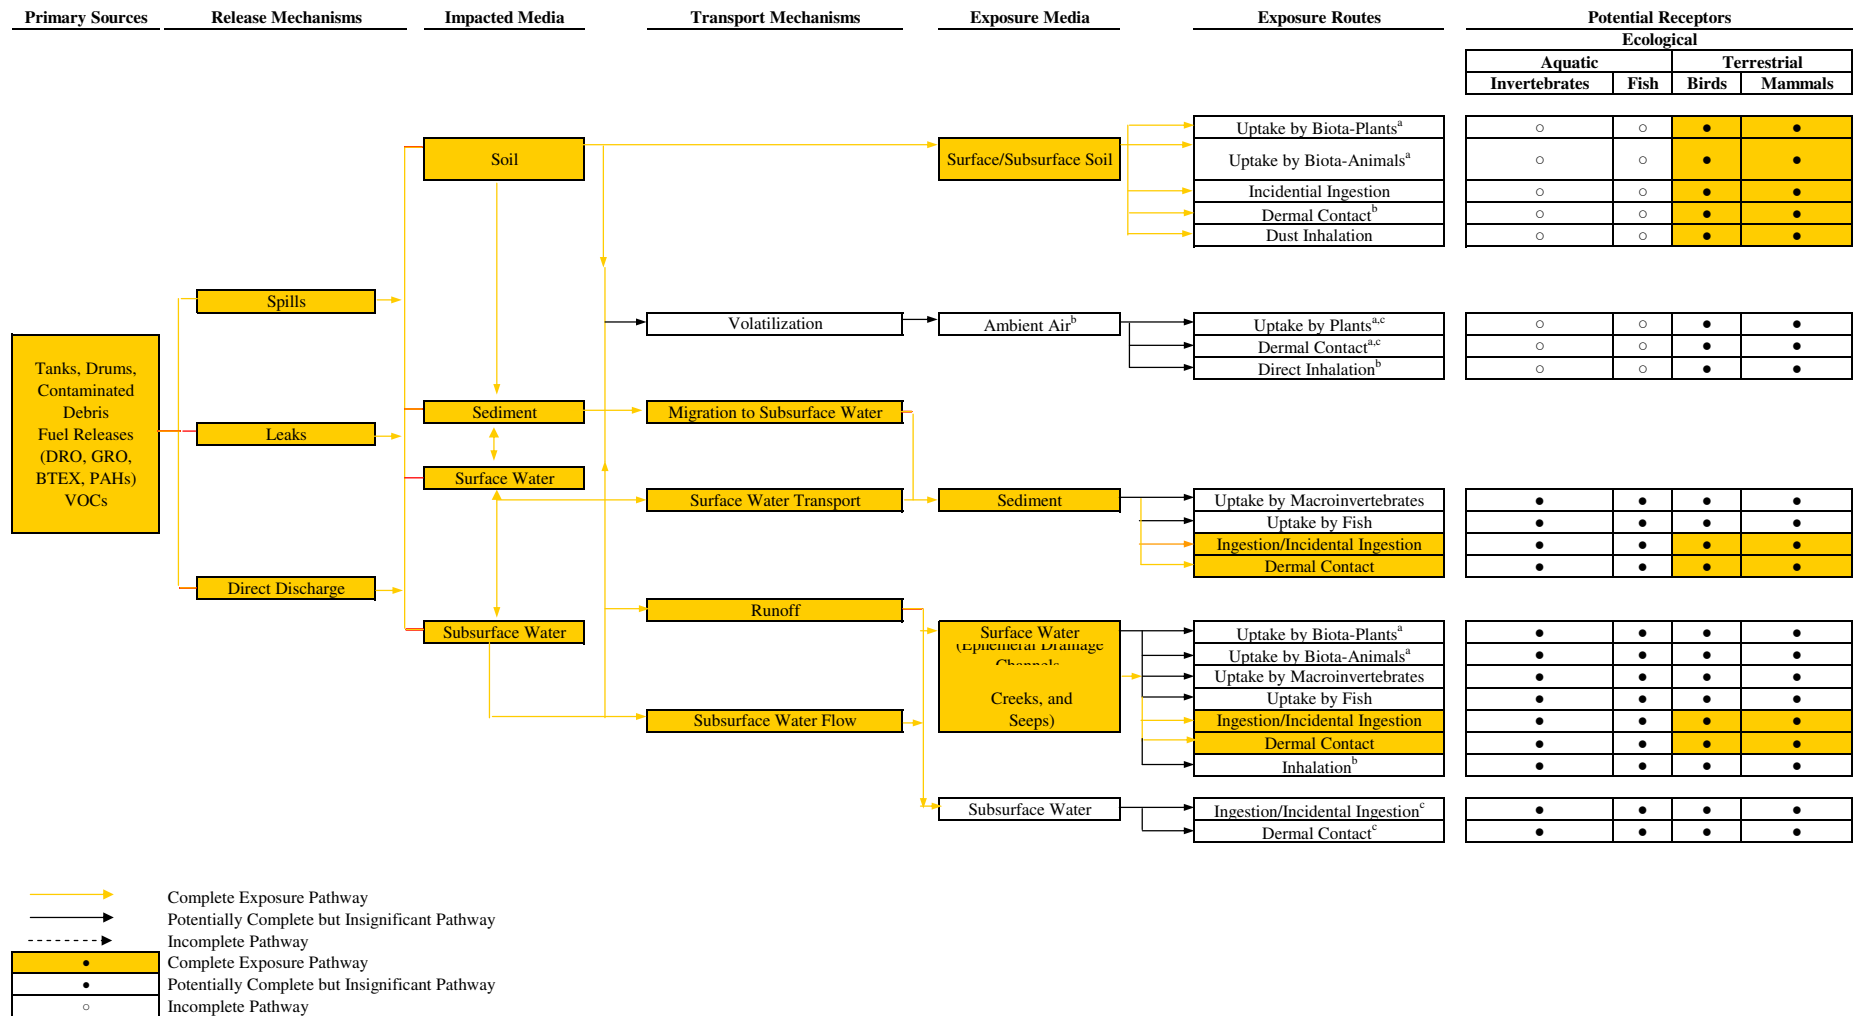 Primary Sources Release Mechanisms Impacted Media Transport Mechanisms Exposure Media Exposure Routes Potential Receptors
Ecological
Aquatic Terrestrial
Invertebrates Fish Birds Mammals
Soil
Surface/Subsurface Soil
Uptake by Biota-Plantsᵃ ○ ○ ● ●
Uptake by Biota-Animalsᵃ ○ ○ ● ●
Incidential Ingestion ○ ○ ● ●
Dermal Contactᵇ ○ ○ ● ●
Dust Inhalation ○ ○ ● ●
Spills
Volatilization
Ambient Airᵇ
Uptake by Plantsᵃ,ᶜ ○ ○ ● ●
Dermal Contactᵃ,ᶜ ○ ○ ● ●
Direct Inhalationᵇ ○ ○ ● ●
Tanks, Drums,
Contaminated
Debris
Fuel Releases
(DRO, GRO,
BTEX, PAHs)
VOCs
Leaks
Sediment
Migration to Subsurface Water
Surface Water
Surface Water Transport
Sediment
Uptake by Macroinvertebrates ● ● ● ●
Uptake by Fish ● ● ● ●
Ingestion/Incidental Ingestion ● ● ● ●
Dermal Contact ● ● ● ●
Direct Discharge
Subsurface Water
Runoff
Subsurface Water Flow
Surface Water
(Ephemeral Drainage
Channels
Creeks, and
Seeps)
Uptake by Biota-Plantsᵃ ● ● ● ●
Uptake by Biota-Animalsᵃ ● ● ● ●
Uptake by Macroinvertebrates ● ● ● ●
Uptake by Fish ● ● ● ●
Ingestion/Incidental Ingestion ● ● ● ●
Dermal Contact ● ● ● ●
Inhalationᵇ ● ● ● ●
Subsurface Water
Ingestion/Incidental Ingestionᶜ ● ● ● ●
Dermal Contactᶜ ● ● ● ●
Complete Exposure Pathway
Potentially Complete but Insignificant Pathway
Incomplete Pathway
● Complete Exposure Pathway
● Potentially Complete but Insignificant Pathway
○ Incomplete Pathway